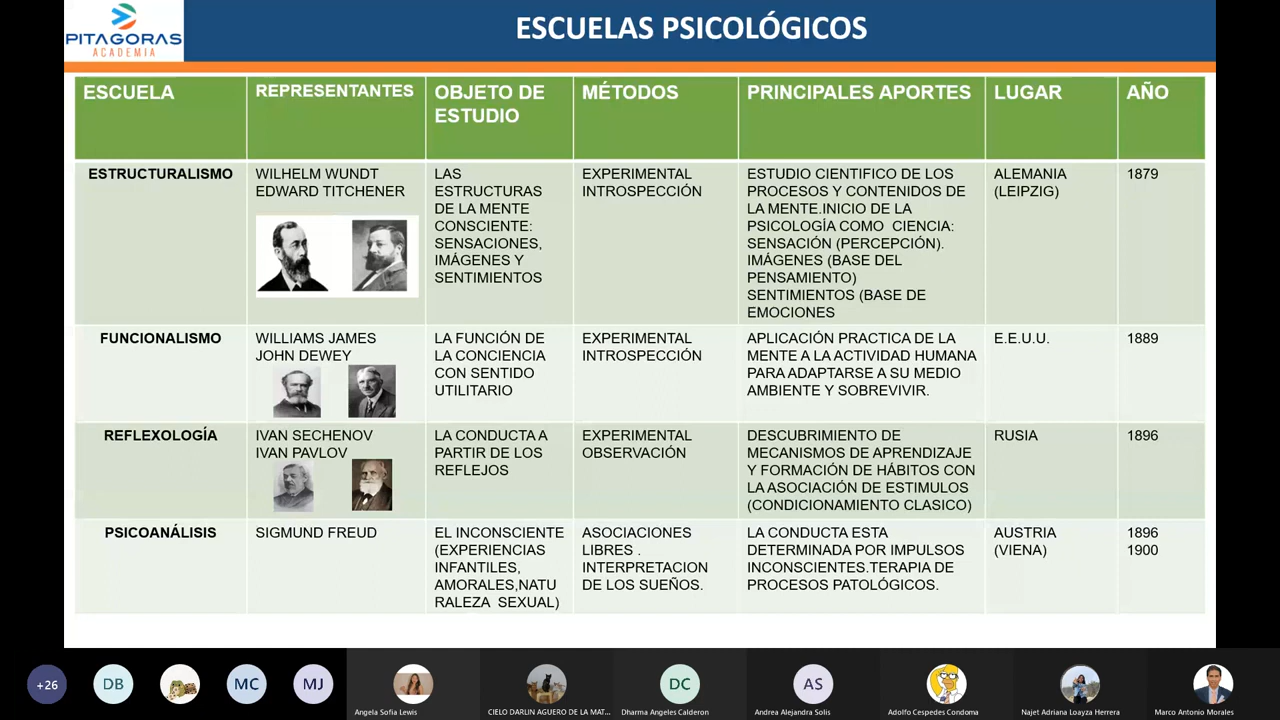 PITAGORAS
ACADEMIA
ESCUELAS PSICOLÓGICOS
ESCUELA
REPRESENTANTES
OBJETO DE
ESTUDIO
MÉTODOS
PRINCIPALES APORTES
LUGAR
AÑO
ESTRUCTURALISMO
WILHELM WUNDT
EDWARD TITCHENER
LAS
ESTRUCTURAS
DE LA MENTE
CONSCIENTE:
SENSACIONES,
IMÁGENES Y
SENTIMIENTOS
EXPERIMENTAL
INTROSPECCIÓN
ESTUDIO CIENTIFICO DE LOS
PROCESOS Y CONTENIDOS DE
LA MENTE.INICIO DE LA
PSICOLOGÍA COMO CIENCIA:
SENSACIÓN (PERCEPCIÓN).
IMÁGENES (BASE DEL
PENSAMIENTO)
SENTIMIENTOS (BASE DE
EMOCIONES
ALEMANIA
(LEIPZIG)
1879
FUNCIONALISMO
WILLIAMS JAMES
JOHN DEWEY
LA FUNCIÓN DE
LA CONCIENCIA
CON SENTIDO
UTILITARIO
EXPERIMENTAL
INTROSPECCIÓN
APLICACIÓN PRACTICA DE LA
MENTE A LA ACTIVIDAD HUMANA
PARA ADAPTARSE A SU MEDIO
AMBIENTE Y SOBREVIVIR.
E.E.U.U.
1889
REFLEXOLOGÍA
IVAN SECHENOV
IVAN PAVLOV
LA CONDUCTA A
PARTIR DE LOS
REFLEJOS
EXPERIMENTAL
OBSERVACIÓN
DESCUBRIMIENTO DE
MECANISMOS DE APRENDIZAJE
Y FORMACIÓN DE HÁBITOS CON
LA ASOCIACIÓN DE ESTIMULOS
(CONDICIONAMIENTO CLASICO)
RUSIA
1896
PSICOANÁLISIS
SIGMUND FREUD
EL INCONSCIENTE
(EXPERIENCIAS
INFANTILES,
AMORALES,NATU
RALEZA SEXUAL)
ASOCIACIONES
LIBRES .
INTERPRETACION
DE LOS SUEÑOS.
LA CONDUCTA ESTA
DETERMINADA POR IMPULSOS
INCONSCIENTES.TERAPIA DE
PROCESOS PATOLÓGICOS.
AUSTRIA
(VIENA)
1896
1900
+26
DB
MC
MJ
Angela Sofia Lewis
CIELO DARLIN AGUERO DE LA MAT...
DC
Dharma Angeles Calderon
AS
Andrea Alejandra Solis
Adolfo Cespedes Condoma
Najet Adriana Loayza Herrera
Marco Antonio Morales